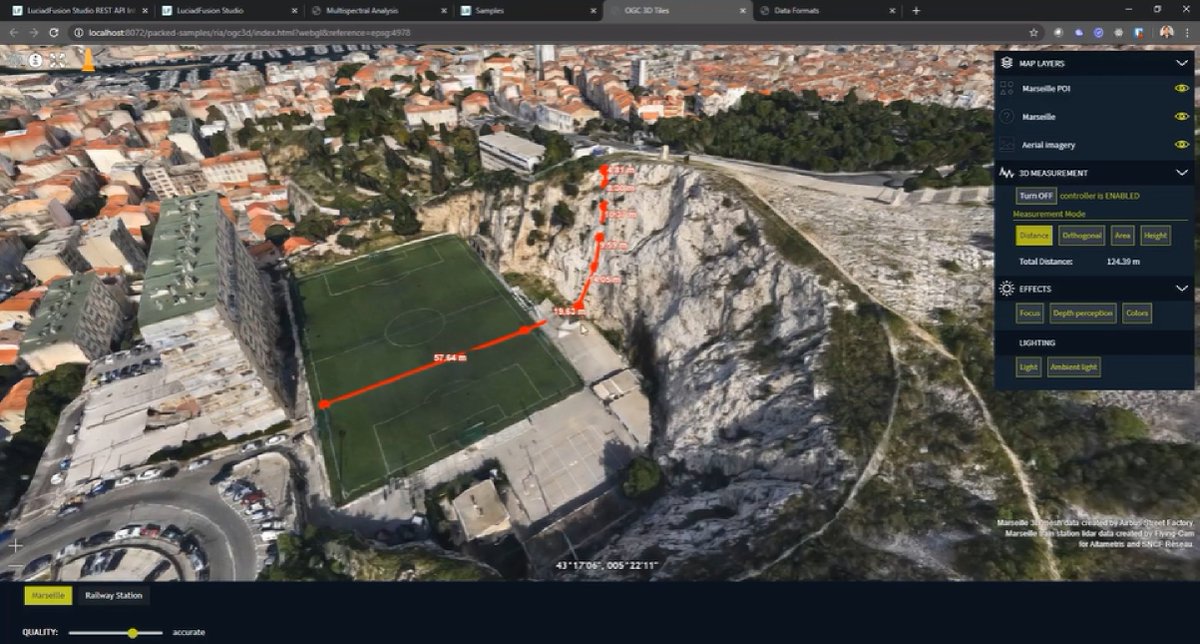 LuciadFusion Studio REST API In
LuciadFusion Studio
Multispectral Analysis
Samples
OGC 3D Tiles
Data Formats
localhost:8072/packed-samples/ria/ogc3d/index.html?webgl&reference=epsg:4978
MAP LAYERS
Marseille POI
Marseille
Aerial imagery
3D MEASUREMENT
Turn OFF controller is ENABLED
Measurement Mode
Distance Orthogonal Area Height
Total Distance: 124.39 m
EFFECTS
Focus Depth perception Colors
LIGHTING
Light Ambient light
9.59 m
19.63 m
57.64 m
Marseille 3D mesh data created by Airbus Street Factory.
Marseille train station lidar data created by Flying-Cam
for Altametris and SNCF Réseau.
43°17'06", 005°22'11"
Marseille Railway Station
QUALITY: accurate